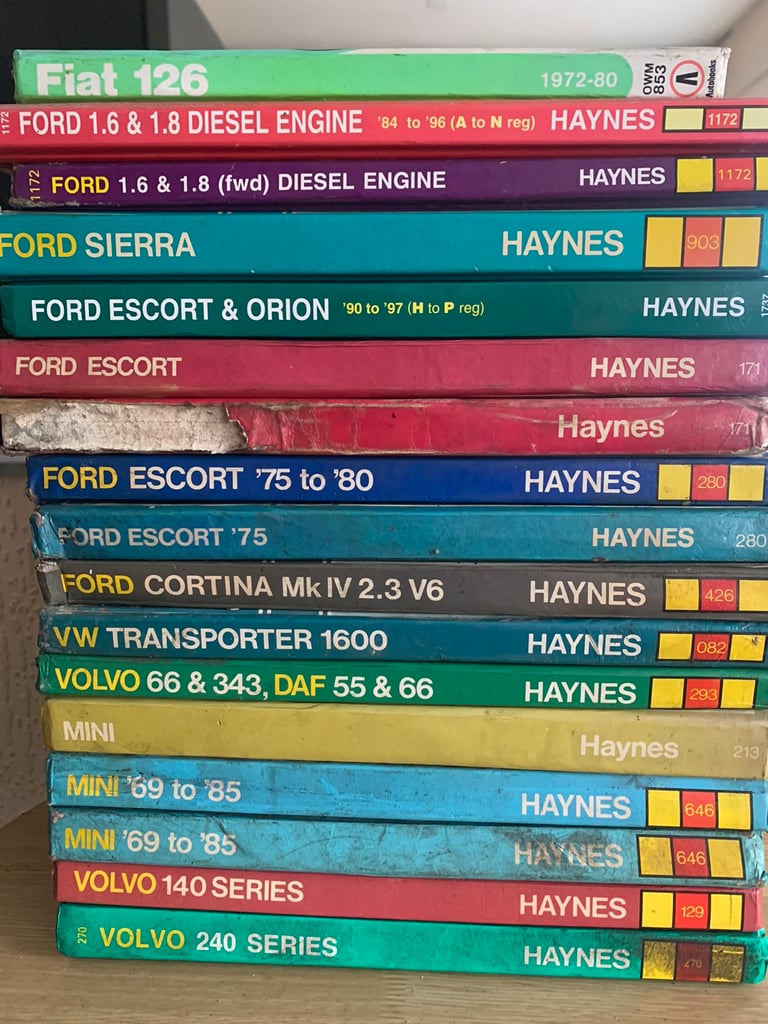 Fiat 126 1972-80 OWM 853 Autobooks
1172 FORD 1.6 & 1.8 DIESEL ENGINE '84 to '96 (A to N reg) HAYNES 1172
1172 FORD 1.6 & 1.8 (fwd) DIESEL ENGINE HAYNES 1172
FORD SIERRA HAYNES 903
FORD ESCORT & ORION '90 to '97 (H to P reg) HAYNES 1737
FORD ESCORT HAYNES 171
Haynes 171
FORD ESCORT '75 to '80 HAYNES 280
FORD ESCORT '75 HAYNES 280
FORD CORTINA Mk IV 2.3 V6 HAYNES 426
VW TRANSPORTER 1600 HAYNES 082
VOLVO 66 & 343, DAF 55 & 66 HAYNES 293
MINI Haynes 213
MINI '69 to '85 HAYNES 646
MINI '69 to '85 HAYNES 646
VOLVO 140 SERIES HAYNES 129
270 VOLVO 240 SERIES HAYNES 270